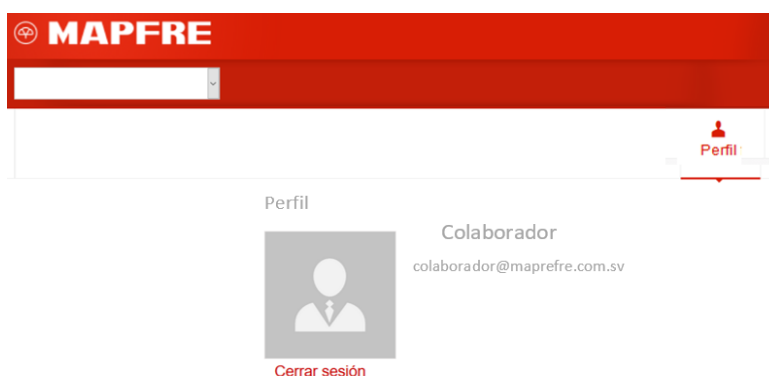 MAPFRE
Perfil
Perfil
Colaborador
colaborador@maprefre.com.sv
Cerrar sesión